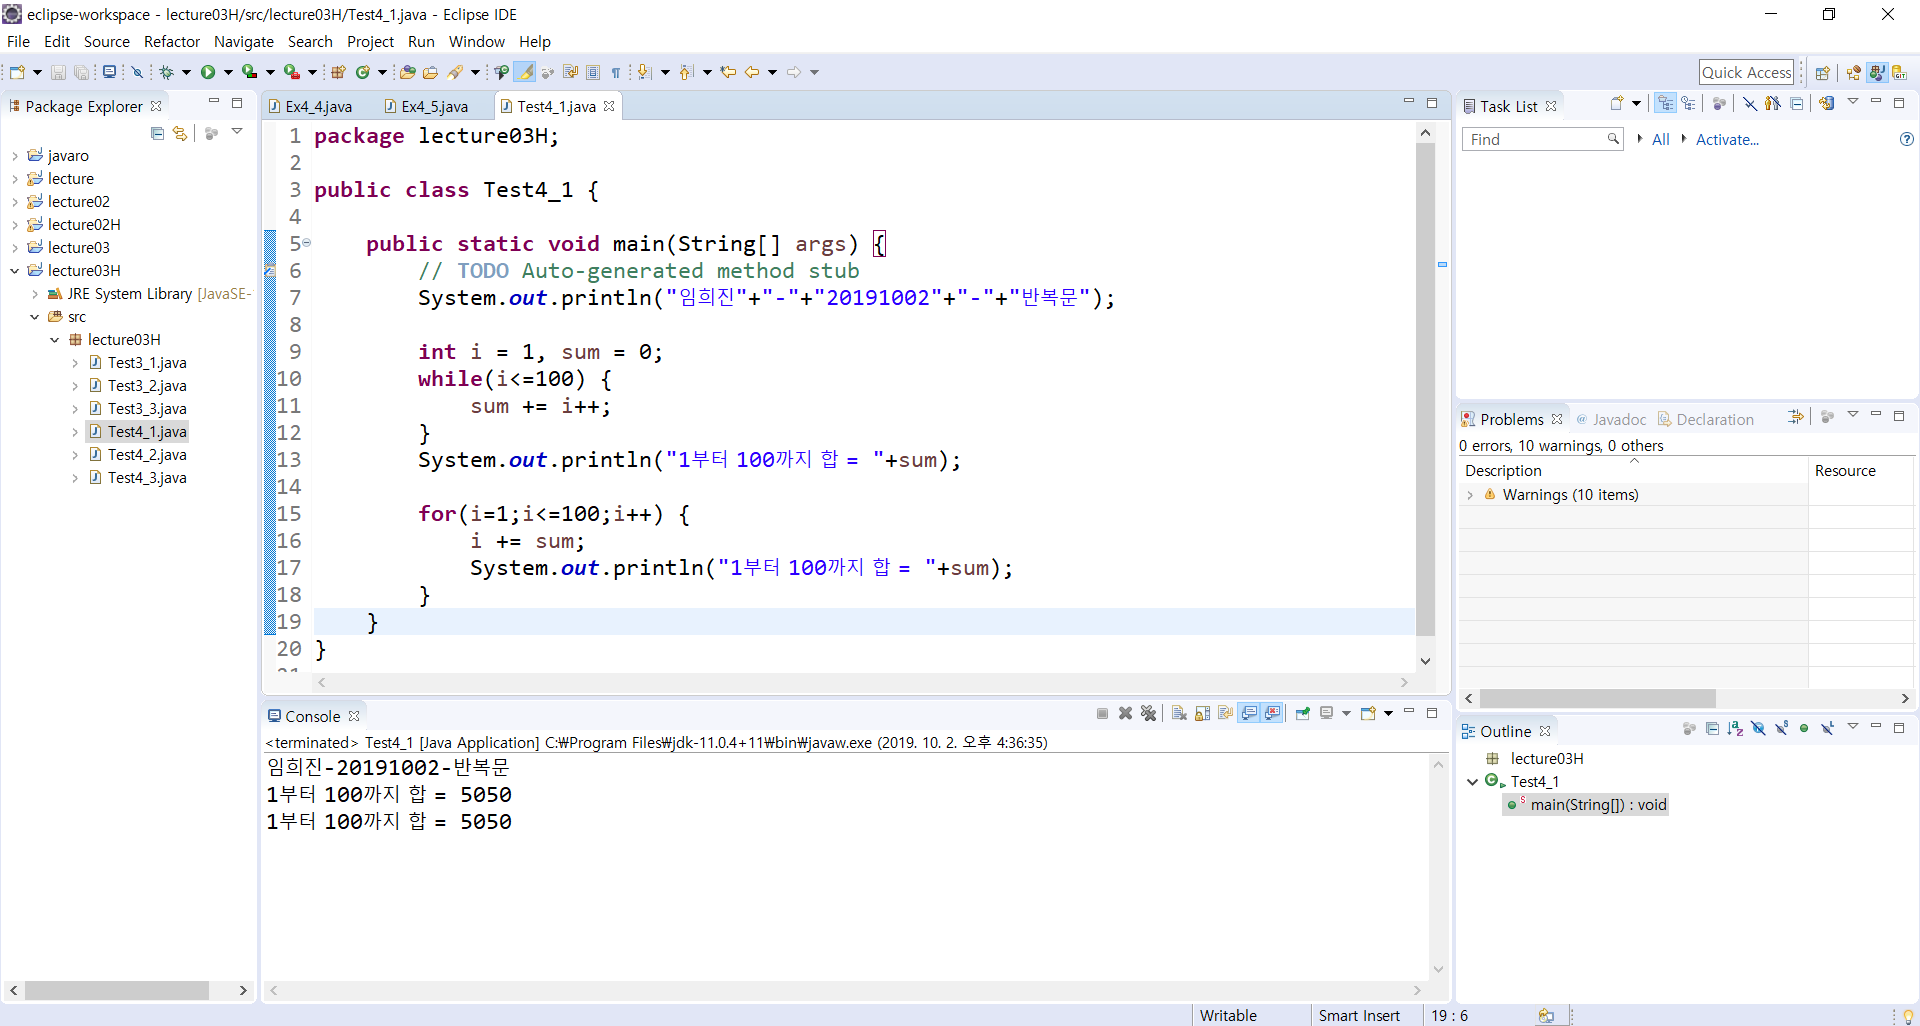 eclipse-workspace - lecture03H/src/lecture03H/Test4_1.java - Eclipse IDE
File Edit Source Refactor Navigate Search Project Run Window Help
Quick Access
Package Explorer
javaro
lecture
lecture02
lecture02H
lecture03
lecture03H
JRE System Library [JavaSE-
src
lecture03H
Test3_1.java
Test3_2.java
Test3_3.java
Test4_1.java
Test4_2.java
Test4_3.java
Ex4_4.java Ex4_5.java Test4_1.java
1 package lecture03H;
2
3 public class Test4_1 {
4
5 public static void main(String[] args) {
6 // TODO Auto-generated method stub
7 System.out.println("임희진"+"-"+"20191002"+"-"+"반복문");
8
9 int i = 1, sum = 0;
10 while(i<=100) {
11 sum += i++;
12 }
13 System.out.println("1부터 100까지 합 = "+sum);
14
15 for(i=1;i<=100;i++) {
16 i += sum;
17 System.out.println("1부터 100까지 합 = "+sum);
18 }
19 }
20 }
21
Console
<terminated> Test4_1 [Java Application] C:₩Program Files₩jdk-11.0.4+11₩bin₩javaw.exe (2019. 10. 2. 오후 4:36:35)
임희진-20191002-반복문
1부터 100까지 합 = 5050
1부터 100까지 합 = 5050
Task List
Find All Activate...
Problems @ Javadoc Declaration
0 errors, 10 warnings, 0 others
Description Resource
Warnings (10 items)
Outline
lecture03H
Test4_1
main(String[]) : void
Writable Smart Insert 19 : 6